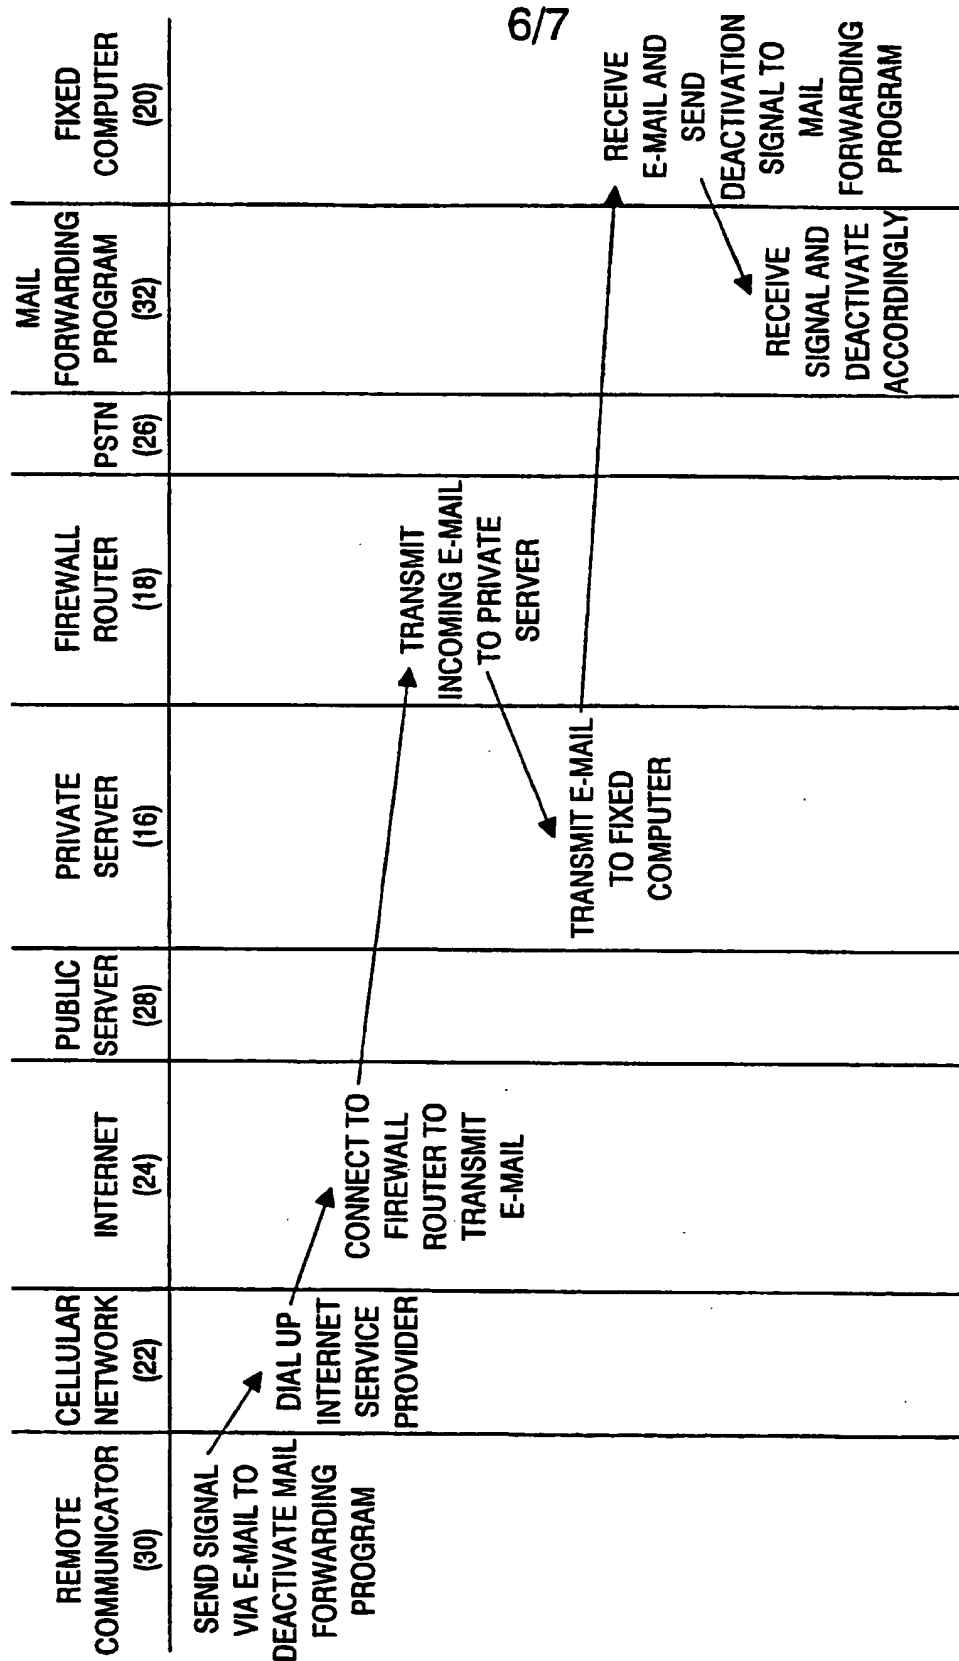 6/7
REMOTE
COMMUNICATOR
(30)
CELLULAR
NETWORK
(22)
INTERNET
(24)
PUBLIC
SERVER
(28)
PRIVATE
SERVER
(16)
FIREWALL
ROUTER
(18)
PSTN
(26)
MAIL
FORWARDING
PROGRAM
(32)
FIXED
COMPUTER
(20)
SEND SIGNAL
VIA E-MAIL TO
DEACTIVATE MAIL
FORWARDING
PROGRAM
DIAL UP
INTERNET
SERVICE
PROVIDER
CONNECT TO
FIREWALL
ROUTER TO
TRANSMIT
E-MAIL
TRANSMIT
INCOMING E-MAIL
TO PRIVATE
SERVER
TRANSMIT E-MAIL
TO FIXED
COMPUTER
RECEIVE
E-MAIL AND
SEND
DEACTIVATION
SIGNAL TO
MAIL
FORWARDING
PROGRAM
RECEIVE
SIGNAL AND
DEACTIVATE
ACCORDINGLY